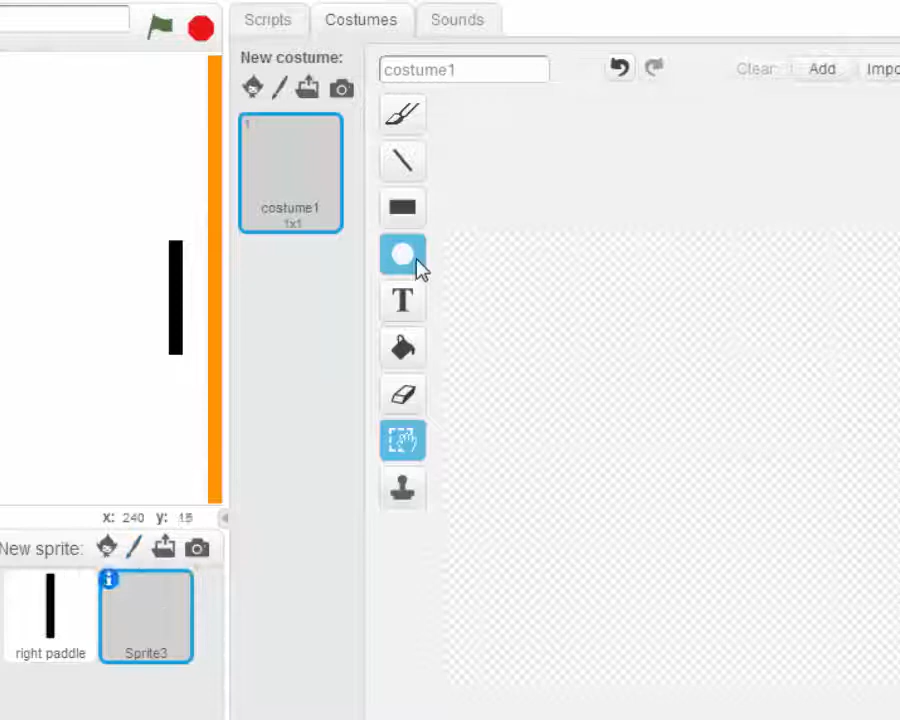 Scripts
Costumes
Sounds
New costume:
costume1
Clear
Add
Impo
1
costume1
1x1
T
x: 240 y: 15
New sprite:
right paddle
Sprite3